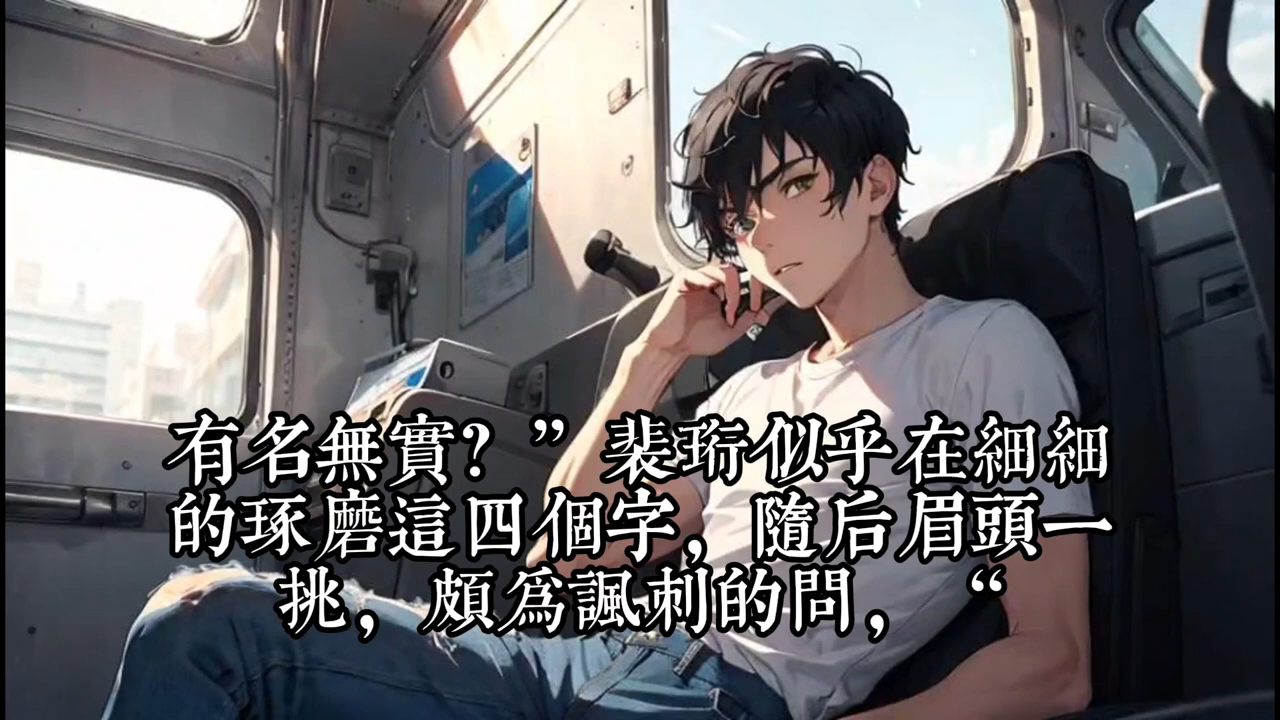 有名無實？”裴珩似乎在細細
的琢磨這四個字，隨后眉頭一
挑，頗爲諷刺的問，“